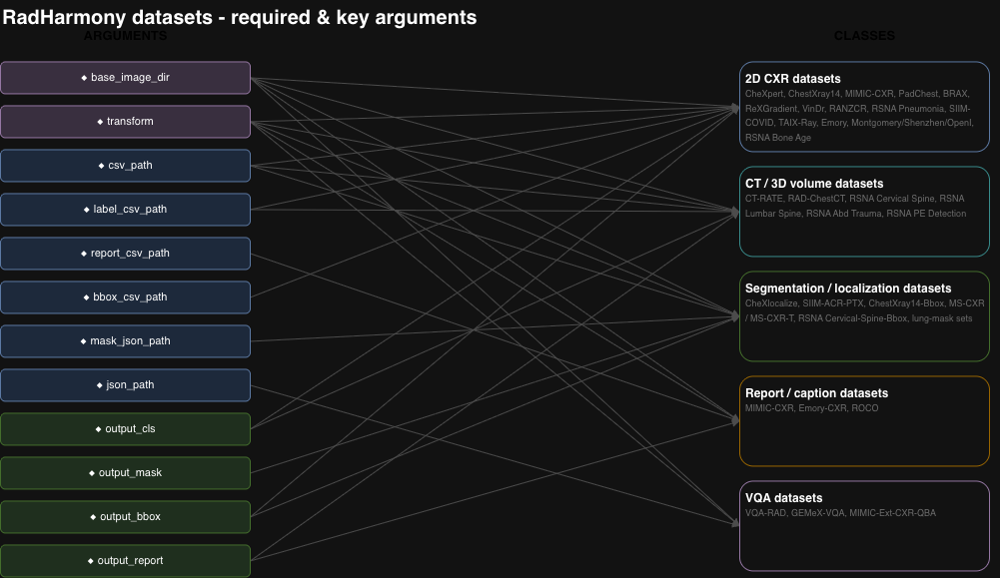 RadHarmony datasets - required & key arguments
ARGUMENTS
CLASSES
◆ base_image_dir
◆ transform
◆ csv_path
◆ label_csv_path
◆ report_csv_path
◆ bbox_csv_path
◆ mask_json_path
◆ json_path
◆ output_cls
◆ output_mask
◆ output_bbox
◆ output_report
2D CXR datasets
CheXpert, ChestXray14, MIMIC-CXR, PadChest, BRAX,
ReXGradient, VinDr, RANZCR, RSNA Pneumonia, SIIM-
COVID, TAIX-Ray, Emory, Montgomery/Shenzhen/OpenI,
RSNA Bone Age
CT / 3D volume datasets
CT-RATE, RAD-ChestCT, RSNA Cervical Spine, RSNA
Lumbar Spine, RSNA Abd Trauma, RSNA PE Detection
Segmentation / localization datasets
CheXlocalize, SIIM-ACR-PTX, ChestXray14-Bbox, MS-CXR
/ MS-CXR-T, RSNA Cervical-Spine-Bbox, lung-mask sets
Report / caption datasets
MIMIC-CXR, Emory-CXR, ROCO
VQA datasets
VQA-RAD, GEMeX-VQA, MIMIC-Ext-CXR-QBA